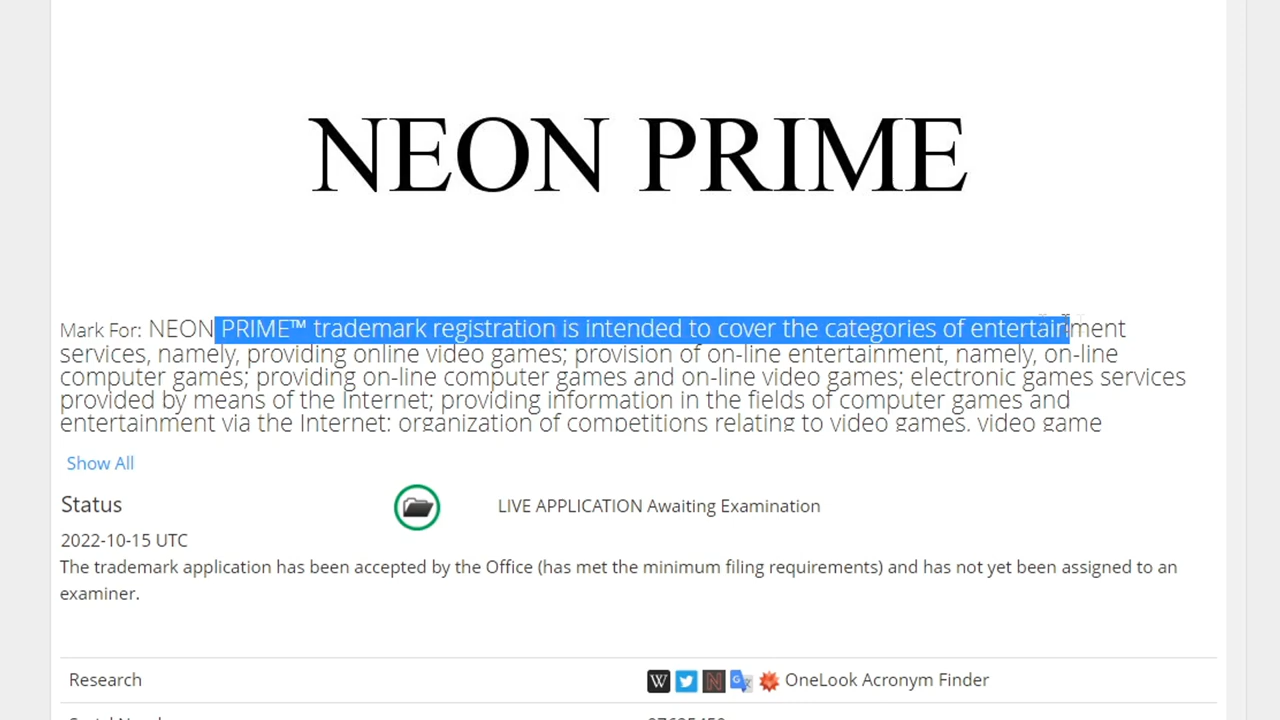 NEON PRIME
Mark For: NEON PRIME™ trademark registration is intended to cover the categories of entertainment
services, namely, providing online video games; provision of on-line entertainment, namely, on-line
computer games; providing on-line computer games and on-line video games; electronic games services
provided by means of the Internet; providing information in the fields of computer games and
entertainment via the Internet; organization of competitions relating to video games, video game
Show All
Status LIVE APPLICATION Awaiting Examination
2022-10-15 UTC
The trademark application has been accepted by the Office (has met the minimum filing requirements) and has not yet been assigned to an
examiner.
Research OneLook Acronym Finder